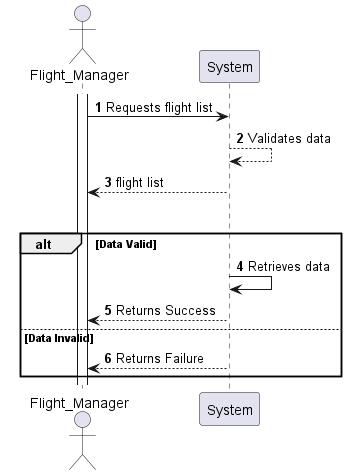 Flight_Manager
System
1 Requests flight list
2 Validates data
3 flight list
alt [Data Valid]
4 Retrieves data
5 Returns Success
[Data Invalid]
6 Returns Failure
Flight_Manager
System